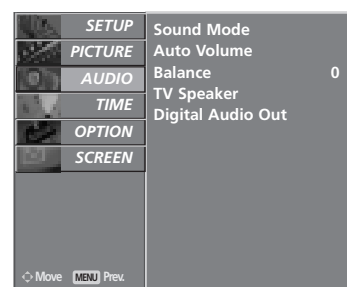 SETUP
PICTURE
AUDIO
TIME
OPTION
SCREEN
Move MENU Prev.
Sound Mode
Auto Volume
Balance 0
TV Speaker
Digital Audio Out